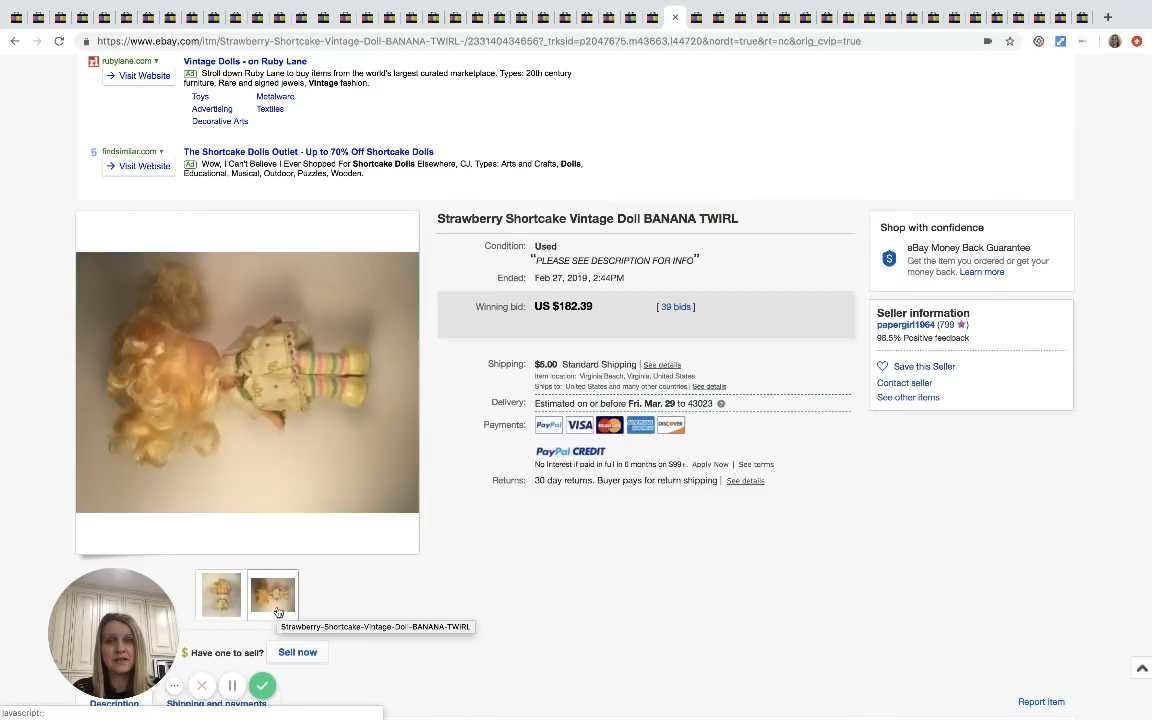 https://www.ebay.com/itm/Strawberry-Shortcake-Vintage-Doll-BANANA-TWIRL-/233140434656?_trksid=p2047675.m43663.l44720&nordt=true&rt=nc&orig_cvip=true
rubylane.com
Visit Website
Vintage Dolls - on Ruby Lane
Ad Stroll down Ruby Lane to buy items from the world's largest curated marketplace. Types: 20th century
furniture, Rare and signed jewels, Vintage fashion.
Toys Metalware
Advertising Textiles
Decorative Arts
findsimilar.com
Visit Website
The Shortcake Dolls Outlet - Up to 70% Off Shortcake Dolls
Ad Wow, I Can't Believe I Ever Shopped For Shortcake Dolls Elsewhere, CJ. Types: Arts and Crafts, Dolls,
Educational, Musical, Outdoor, Puzzles, Wooden.
Strawberry Shortcake Vintage Doll BANANA TWIRL
Condition: Used
"PLEASE SEE DESCRIPTION FOR INFO"
Ended: Feb 27, 2019, 2:44PM
Winning bid: US $182.39 [ 39 bids ]
Shipping: $5.00 Standard Shipping | See details
Item location: Virginia Beach, Virginia, United States
Ships to: United States and many other countries | See details
Delivery: Estimated on or before Fri. Mar. 29 to 43023
Payments: PayPal VISA MasterCard AMERICAN EXPRESS DISCOVER
PayPal CREDIT
No Interest if paid in full in 6 months on $99+. Apply Now | See terms
Returns: 30 day returns. Buyer pays for return shipping | See details
Shop with confidence
eBay Money Back Guarantee
Get the item you ordered or get your
money back. Learn more
Seller information
papergirl1964 (799)
98.5% Positive feedback
Save this Seller
Contact seller
See other items
Strawberry-Shortcake-Vintage-Doll-BANANA-TWIRL
Have one to sell? Sell now
Description Shipping and payments
Report item
javascript:;